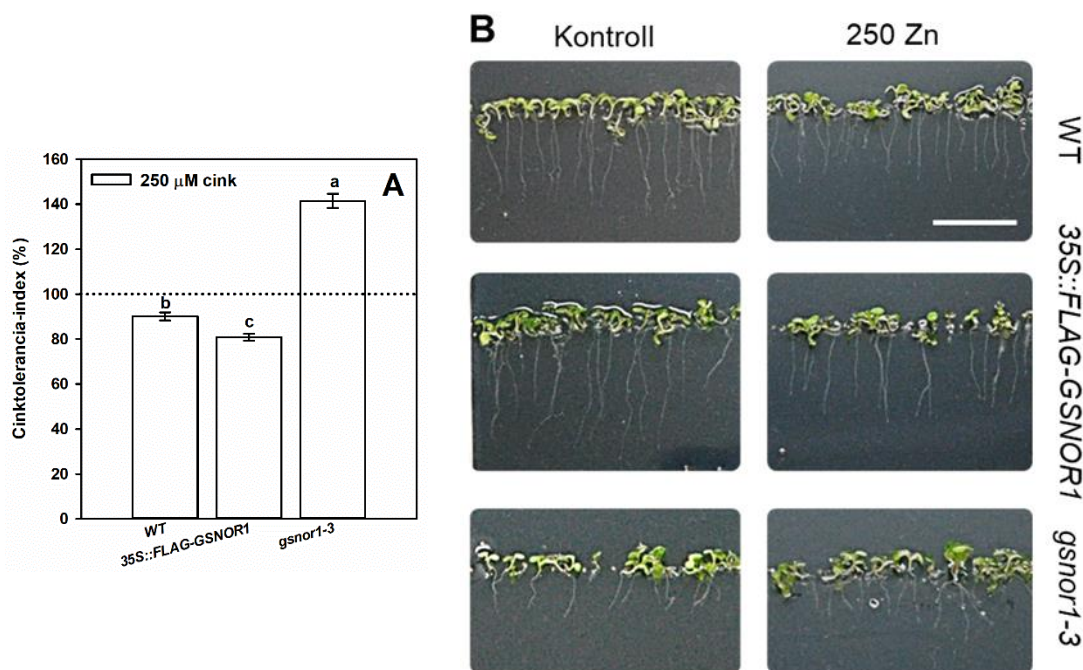 A
250 μM cink
Cinktolerancia-index (%)
160
140
120
100
80
60
40
20
0
a
b
c
WT
35S::FLAG-GSNOR1
gsnor1-3
B
Kontroll
250 Zn
WT
35S::FLAG-GSNOR1
gsnor1-3